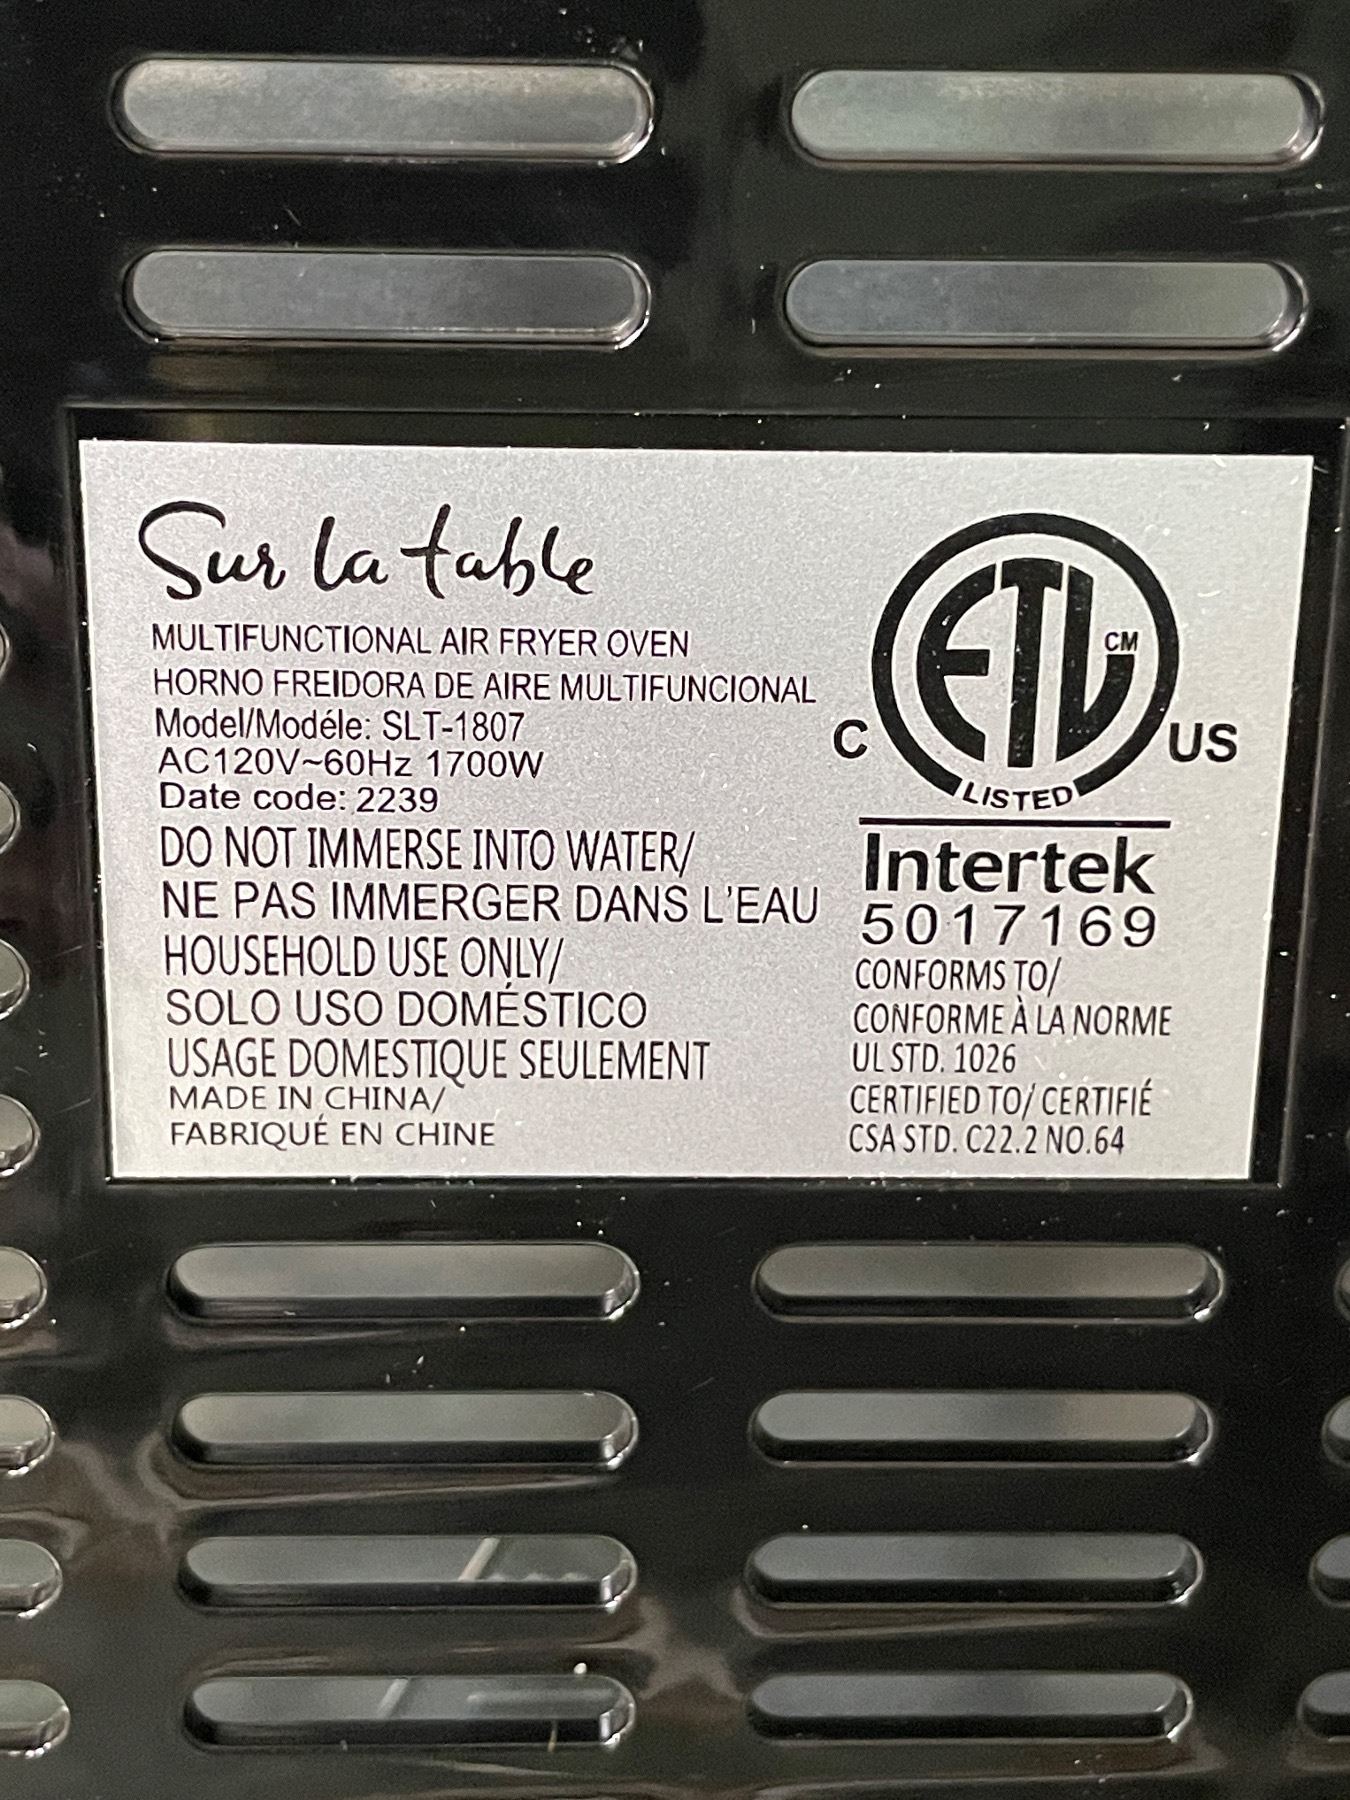 Sur la table
MULTIFUNCTIONAL AIR FRYER OVEN
HORNO FREIDORA DE AIRE MULTIFUNCIONAL
Model/Modéle: SLT-1807
AC120V~60Hz 1700W
Date code: 2239
DO NOT IMMERSE INTO WATER/
NE PAS IMMERGER DANS L'EAU
HOUSEHOLD USE ONLY/
SOLO USO DOMÉSTICO
USAGE DOMESTIQUE SEULEMENT
MADE IN CHINA/
FABRIQUÉ EN CHINE
ETL CM
C US
LISTED
Intertek
5017169
CONFORMS TO/
CONFORME À LA NORME
UL STD. 1026
CERTIFIED TO/ CERTIFIÉ
CSA STD. C22.2 NO.64